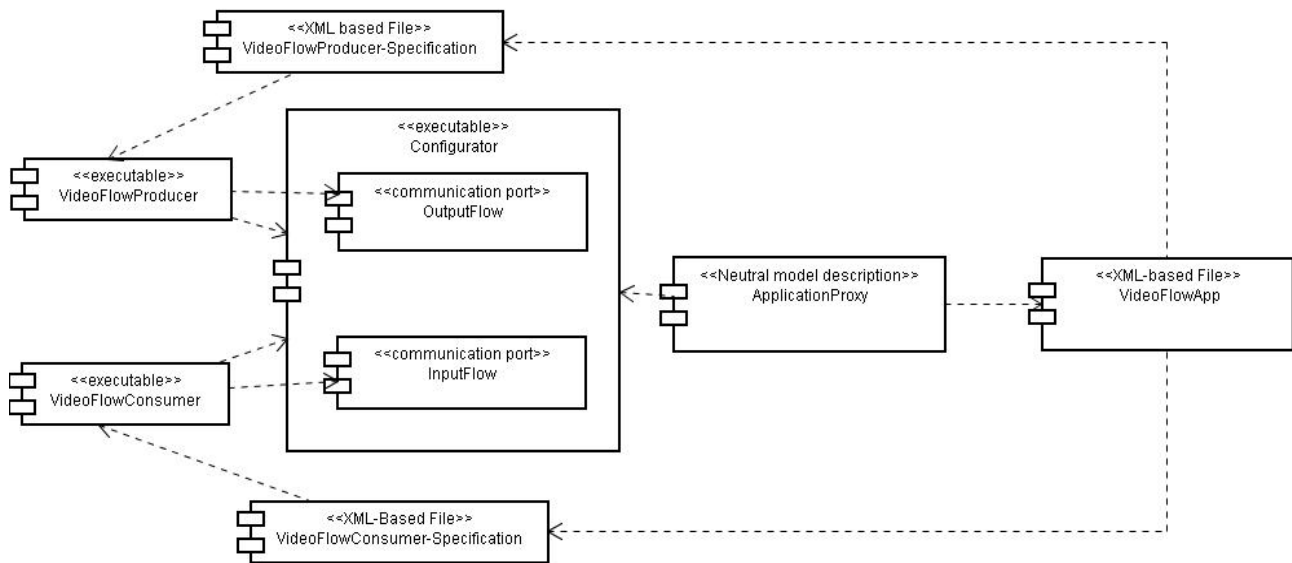 <<XML based File>>
VideoFlowProducer-Specification
<<executable>>
Configurator
<<executable>>
VideoFlowProducer
<<communication port>>
OutputFlow
<<Neutral model description>>
ApplicationProxy
<<XML-based File>>
VideoFlowApp
<<communication port>>
InputFlow
<<executable>>
VideoFlowConsumer
<<XML-Based File>>
VideoFlowConsumer-Specification